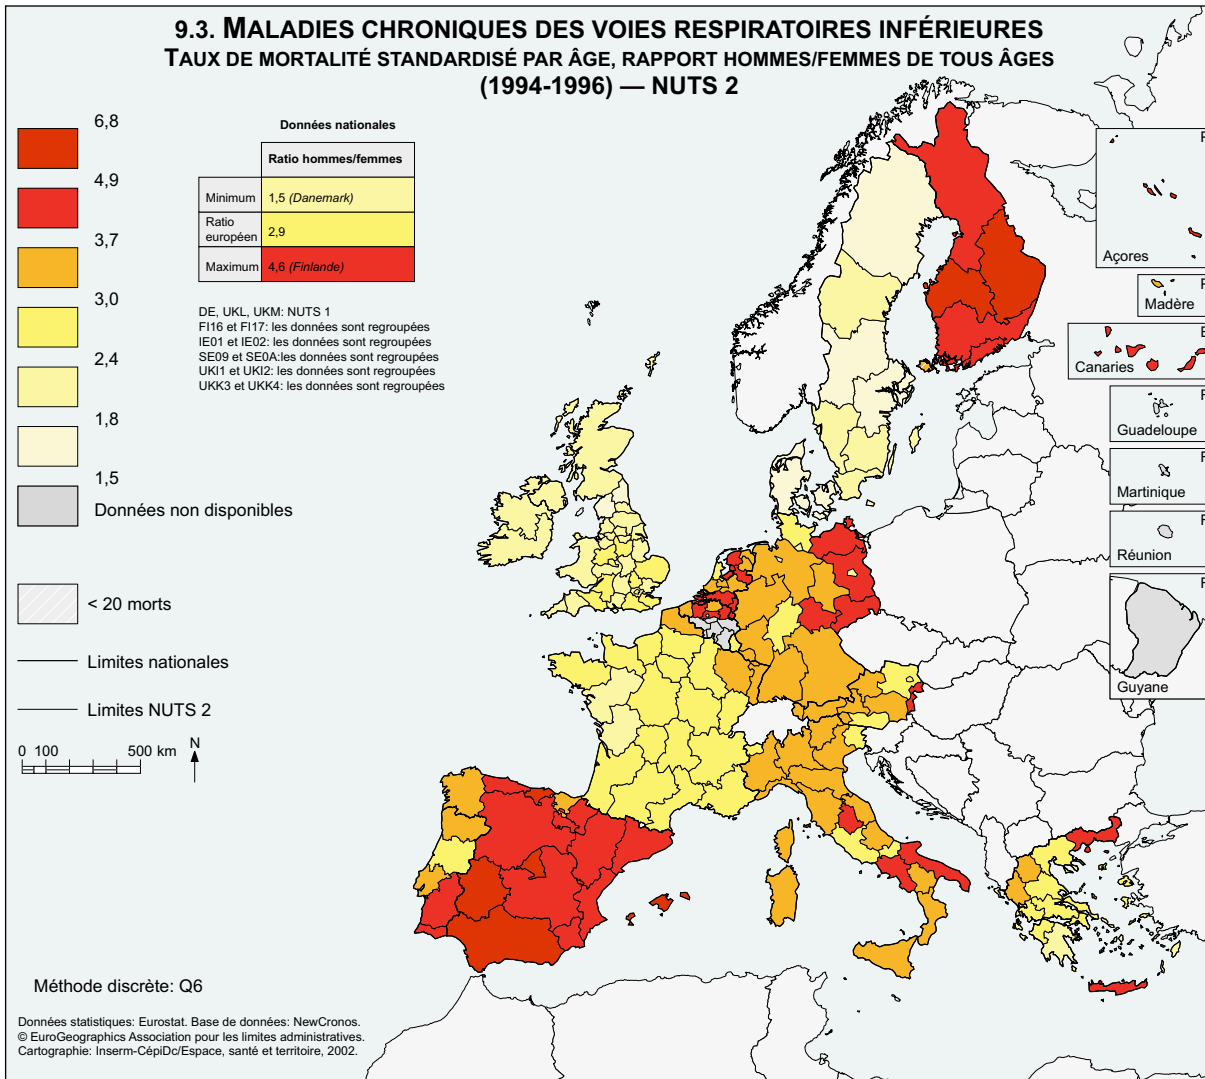 9.3. MALADIES CHRONIQUES DES VOIES RESPIRATOIRES INFÉRIEURES
TAUX DE MORTALITÉ STANDARDISÉ PAR ÂGE, RAPPORT HOMMES/FEMMES DE TOUS ÂGES
(1994-1996) — NUTS 2
6,8
4,9
3,7
3,0
2,4
1,8
1,5
Données non disponibles
< 20 morts
Limites nationales
Limites NUTS 2
0 100 500 km
N
Données nationales
Ratio hommes/femmes
Minimum 1,5 (Danemark)
Ratio
européen 2,9
Maximum 4,6 (Finlande)
DE, UKL, UKM: NUTS 1
FI16 et FI17: les données sont regroupées
IE01 et IE02: les données sont regroupées
SE09 et SE0A:les données sont regroupées
UKI1 et UKI2: les données sont regroupées
UKK3 et UKK4: les données sont regroupées
Açores
Madère
Canaries
Guadeloupe
Martinique
Réunion
Guyane
Méthode discrète: Q6
Données statistiques: Eurostat. Base de données: NewCronos.
© EuroGeographics Association pour les limites administratives.
Cartographie: Inserm-CépiDc/Espace, santé et territoire, 2002.